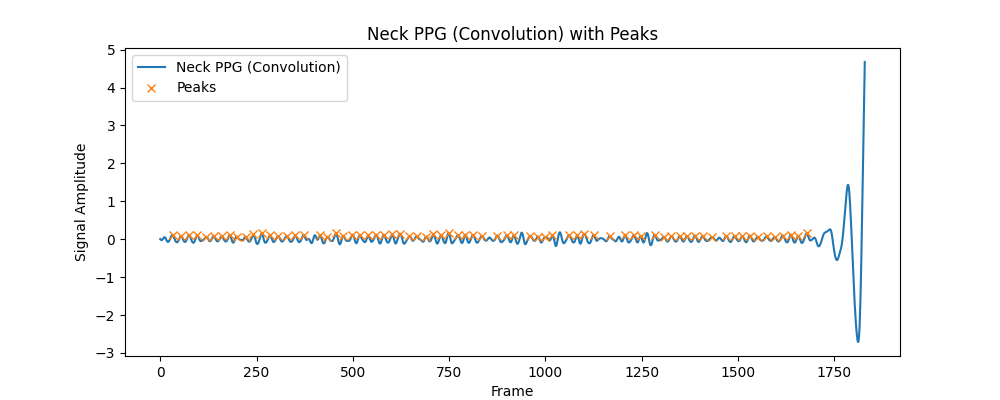 Neck PPG (Convolution) with Peaks
5
4
3
2
1
0
−1
−2
−3
Signal Amplitude
Neck PPG (Convolution)
Peaks
0 250 500 750 1000 1250 1500 1750
Frame